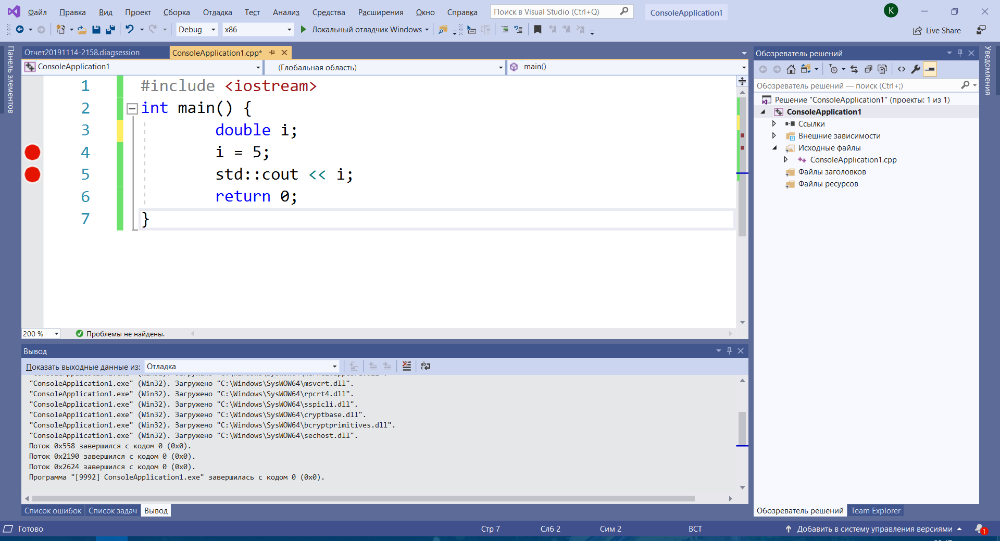 Файл Правка Вид Проект Сборка Отладка Тест Анализ Средства Расширения Окно Справка Поиск в Visual Studio (Ctrl+Q) ConsoleApplication1 K
Debug x86 Локальный отладчик Windows Live Share
Панель элементов
Отчет20191114-2158.diagsession ConsoleApplication1.cpp*
ConsoleApplication1 (Глобальная область) main()
1 #include <iostream>
2 int main() {
3 double i;
4 i = 5;
5 std::cout << i;
6 return 0;
7 }
200 % Проблемы не найдены.
Вывод
Показать выходные данные из: Отладка
"ConsoleApplication1.exe" (Win32). Загружено "C:\Windows\SysWOW64\msvcrt.dll".
"ConsoleApplication1.exe" (Win32). Загружено "C:\Windows\SysWOW64\rpcrt4.dll".
"ConsoleApplication1.exe" (Win32). Загружено "C:\Windows\SysWOW64\sspicli.dll".
"ConsoleApplication1.exe" (Win32). Загружено "C:\Windows\SysWOW64\cryptbase.dll".
"ConsoleApplication1.exe" (Win32). Загружено "C:\Windows\SysWOW64\bcryptprimitives.dll".
"ConsoleApplication1.exe" (Win32). Загружено "C:\Windows\SysWOW64\sechost.dll".
Поток 0x558 завершился с кодом 0 (0x0).
Поток 0x2190 завершился с кодом 0 (0x0).
Поток 0x2624 завершился с кодом 0 (0x0).
Программа "[9992] ConsoleApplication1.exe" завершилась с кодом 0 (0x0).
Список ошибок Список задач Вывод
Обозреватель решений
Обозреватель решений — поиск (Ctrl+;)
Решение "ConsoleApplication1" (проекты: 1 из 1)
ConsoleApplication1
Ссылки
Внешние зависимости
Исходные файлы
ConsoleApplication1.cpp
Файлы заголовков
Файлы ресурсов
Обозреватель решений Team Explorer
Уведомления
Готово Стр 7 Слб 2 Сим 2 ВСТ Добавить в систему управления версиями 1